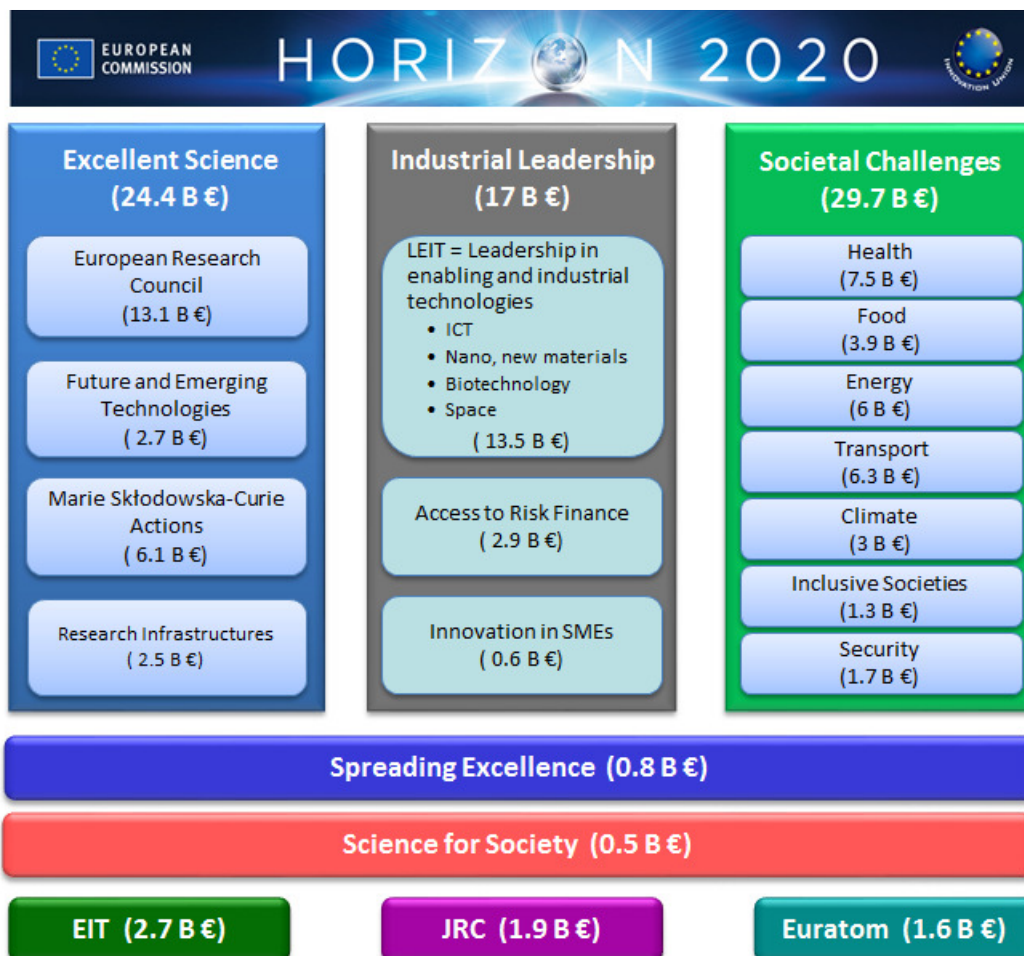 EUROPEAN
COMMISSION
HORIZON 2020
INNOVATION UNION
Excellent Science
(24.4 B €)
European Research
Council
(13.1 B €)
Future and Emerging
Technologies
( 2.7 B €)
Marie Skłodowska-Curie
Actions
( 6.1 B €)
Research Infrastructures
( 2.5 B €)
Industrial Leadership
(17 B €)
LEIT = Leadership in
enabling and industrial
technologies
• ICT
• Nano, new materials
• Biotechnology
• Space
( 13.5 B €)
Access to Risk Finance
( 2.9 B €)
Innovation in SMEs
( 0.6 B €)
Societal Challenges
(29.7 B €)
Health
(7.5 B €)
Food
(3.9 B €)
Energy
(6 B €)
Transport
(6.3 B €)
Climate
(3 B €)
Inclusive Societies
(1.3 B €)
Security
(1.7 B €)
Spreading Excellence (0.8 B €)
Science for Society (0.5 B €)
EIT (2.7 B €)
JRC (1.9 B €)
Euratom (1.6 B €)